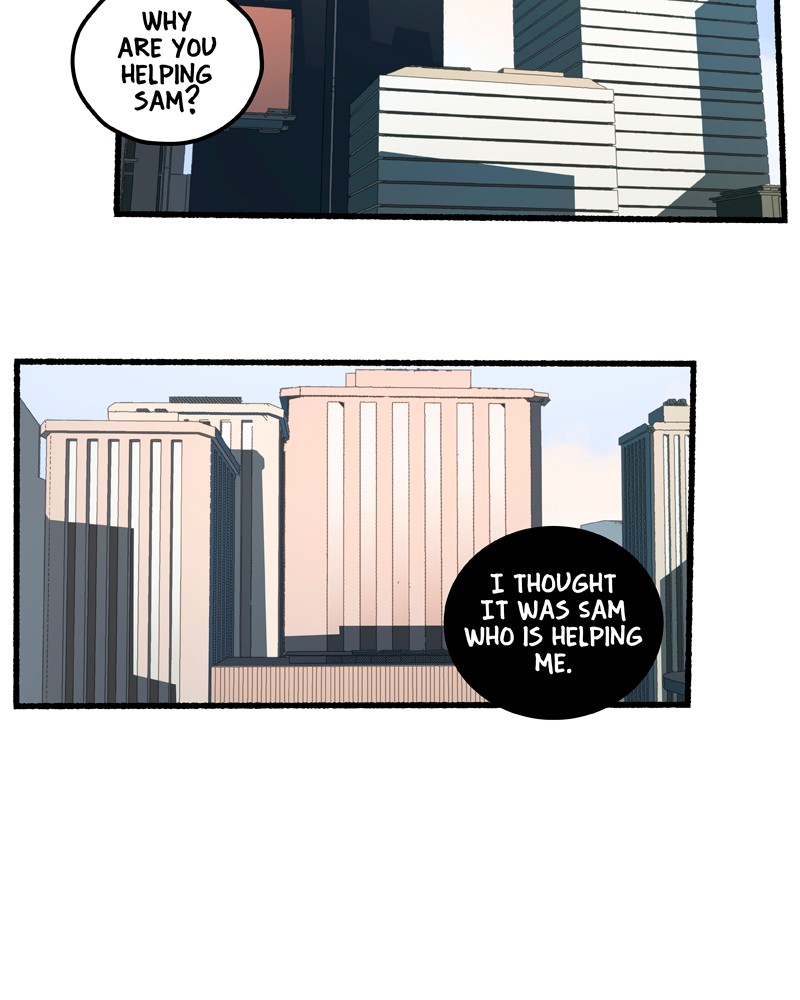 WHY
ARE YOU
HELPING
SAM?
I THOUGHT
IT WAS SAM
WHO IS HELPING
ME.